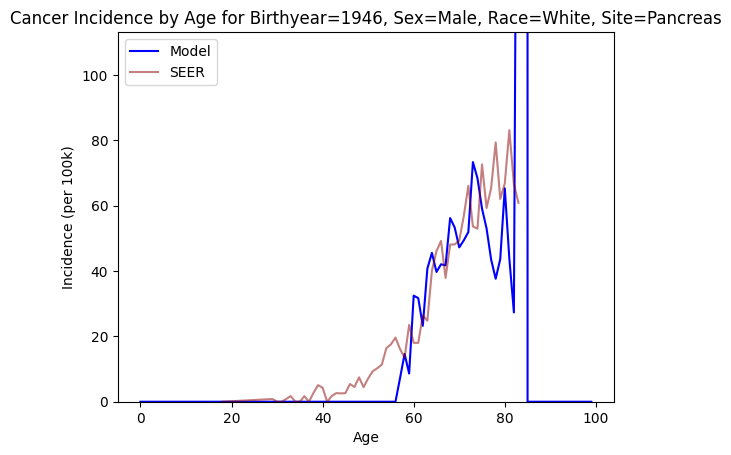 Cancer Incidence by Age for Birthyear=1946, Sex=Male, Race=White, Site=Pancreas
Model
SEER
Incidence (per 100k)
100
80
60
40
20
0
0 20 40 60 80 100
Age